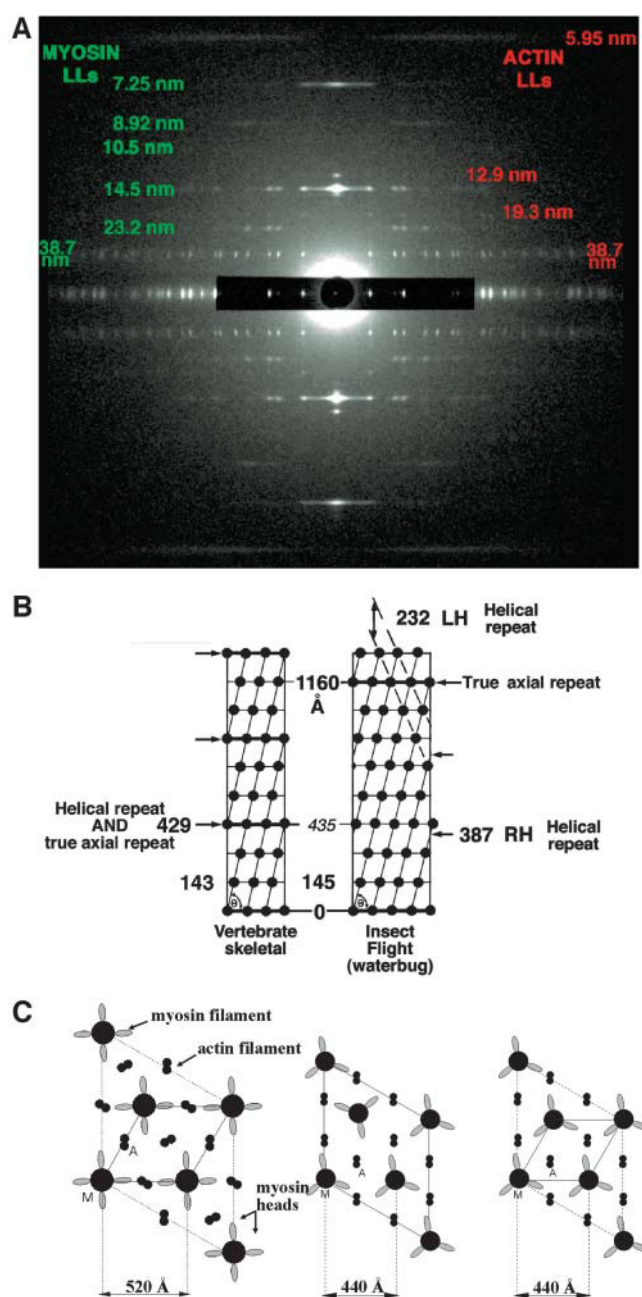 A
MYOSIN
LLs
ACTIN
LLs
5.95 nm
7.25 nm
8.92 nm
10.5 nm
14.5 nm
12.9 nm
23.2 nm
19.3 nm
38.7
nm
38.7
nm
B
232 LH Helical
repeat
1160
Å
True axial repeat
Helical repeat
AND 429
true axial repeat
435
387 RH Helical
repeat
143
145
θ
θ
0
Vertebrate
skeletal
Insect
Flight
(waterbug)
C
myosin filament
actin filament
A
M
myosin
heads
A
M
A
M
520 Å
440 Å
440 Å